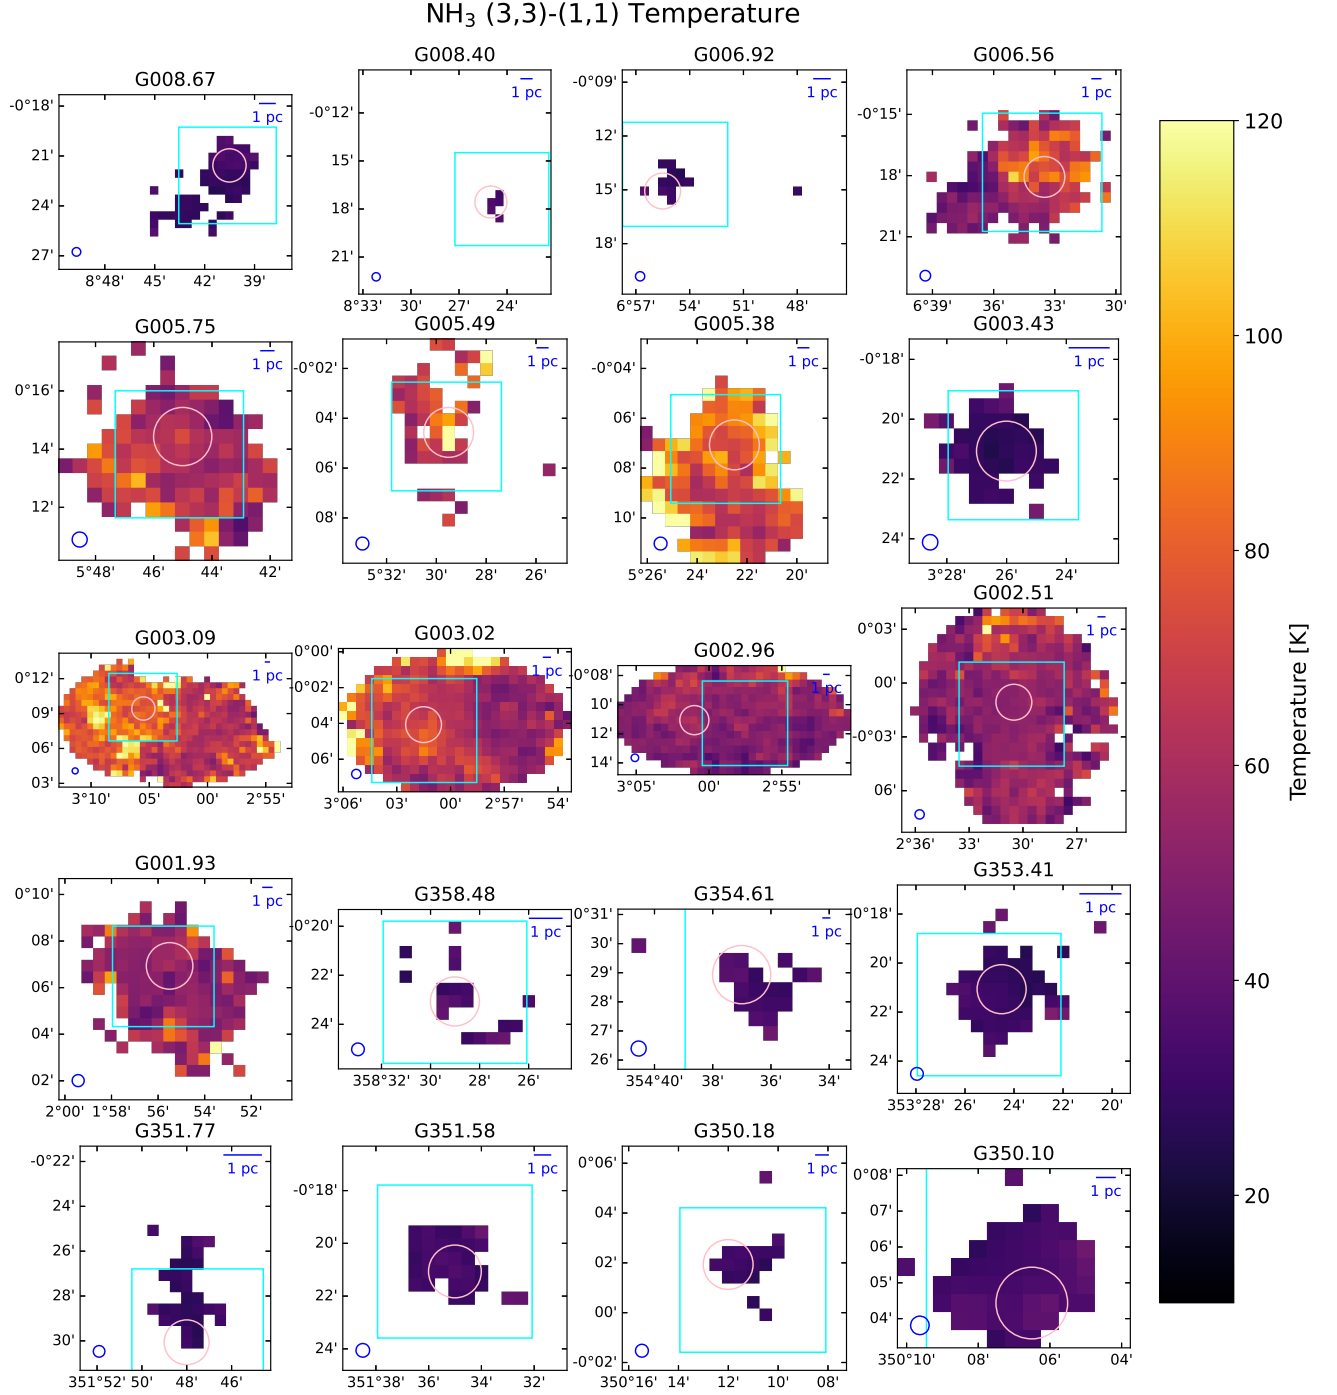 NH₃ (3,3)-(1,1) Temperature
G008.67
G008.40
G006.92
G006.56
1 pc
1 pc
1 pc
1 pc
-0°18'
21'
24'
27'
-0°12'
15'
18'
21'
-0°09'
12'
15'
18'
-0°15'
18'
21'
8°48' 45' 42' 39'
8°33' 30' 27' 24'
6°57' 54' 51' 48'
6°39' 36' 33' 30'
G005.75
G005.49
G005.38
G003.43
1 pc
1 pc
1 pc
1 pc
0°16'
14'
12'
-0°02'
04'
06'
08'
-0°04'
06'
08'
10'
-0°18'
20'
22'
24'
5°48' 46' 44' 42'
5°32' 30' 28' 26'
5°26' 24' 22' 20'
3°28' 26' 24'
G003.09
G003.02
G002.96
G002.51
1 pc
1 pc
1 pc
1 pc
0°12'
09'
06'
03'
0°00'
0°02'
04'
06'
0°08'
10'
12'
14'
0°03'
00'
-0°03'
06'
3°10' 05' 00' 2°55'
3°06' 03' 00' 2°57' 54'
3°05' 00' 2°55'
2°36' 33' 30' 27'
G001.93
G358.48
G354.61
G353.41
1 pc
1 pc
1 pc
1 pc
0°10'
08'
06'
04'
02'
-0°20'
22'
24'
0°31'
30'
29'
28'
27'
26'
-0°18'
20'
22'
24'
2°00' 1°58' 56' 54' 52'
358°32' 30' 28' 26'
354°40' 38' 36' 34'
353°28' 26' 24' 22' 20'
G351.77
G351.58
G350.18
G350.10
1 pc
1 pc
1 pc
1 pc
-0°22'
24'
26'
28'
30'
-0°18'
20'
22'
24'
0°06'
04'
02'
00'
-0°02'
0°08'
07'
06'
05'
04'
351°52' 50' 48' 46'
351°38' 36' 34' 32'
350°16' 14' 12' 10' 08'
350°10' 08' 06' 04'
120
100
80
60
40
20
Temperature [K]